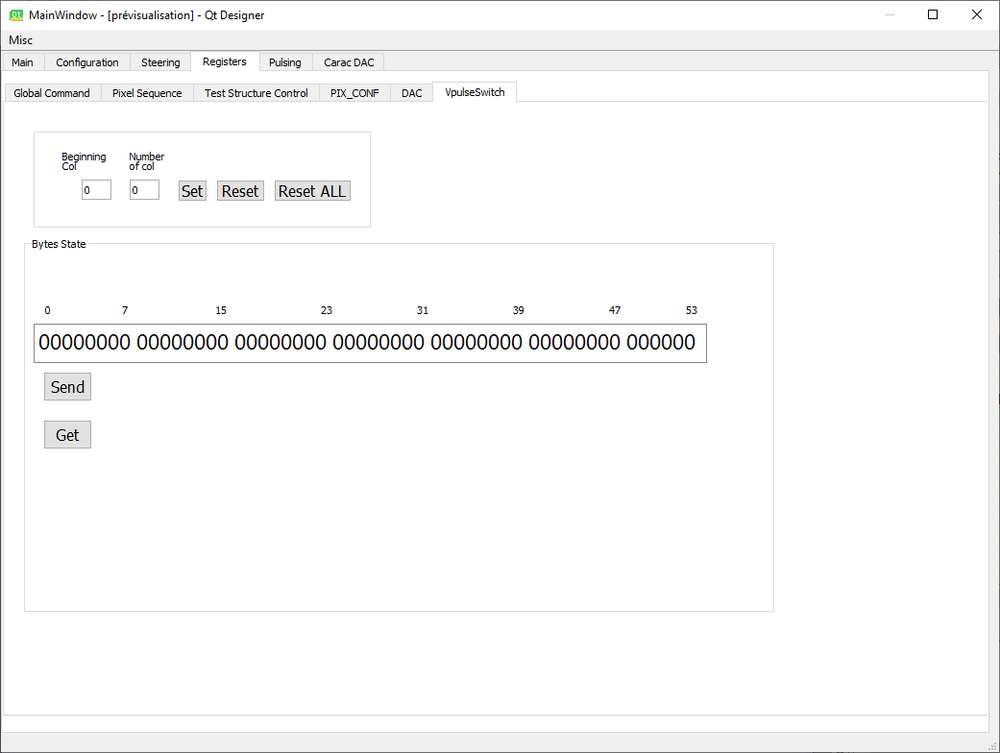 MainWindow - [prévisualisation] - Qt Designer
Misc
Main Configuration Steering Registers Pulsing Carac DAC
Global Command Pixel Sequence Test Structure Control PIX_CONF DAC VpulseSwitch
Beginning Number
Col of col
0 0 Set Reset Reset ALL
Bytes State
0 7 15 23 31 39 47 53
00000000 00000000 00000000 00000000 00000000 00000000 000000
Send
Get